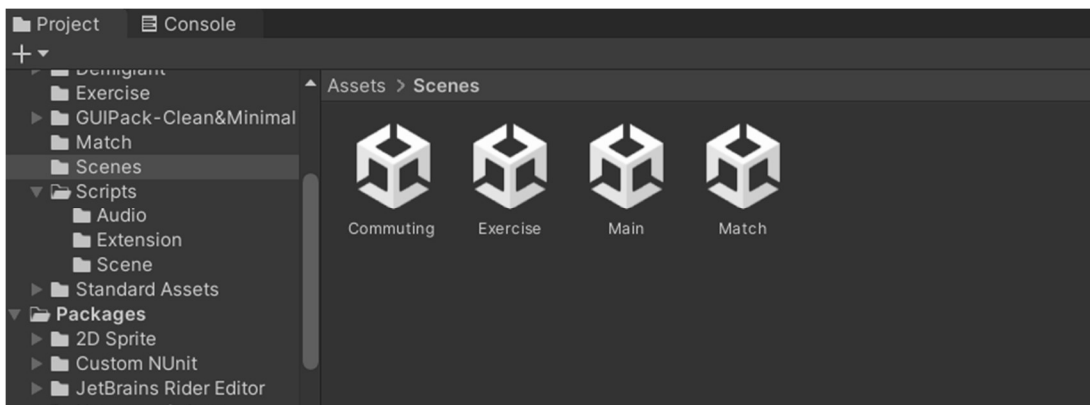 Project Console
Demigiant
Exercise
GUIPack-Clean&Minimal
Match
Scenes
Scripts
Audio
Extension
Scene
Standard Assets
Packages
2D Sprite
Custom NUnit
JetBrains Rider Editor
Assets > Scenes
Commuting Exercise Main Match